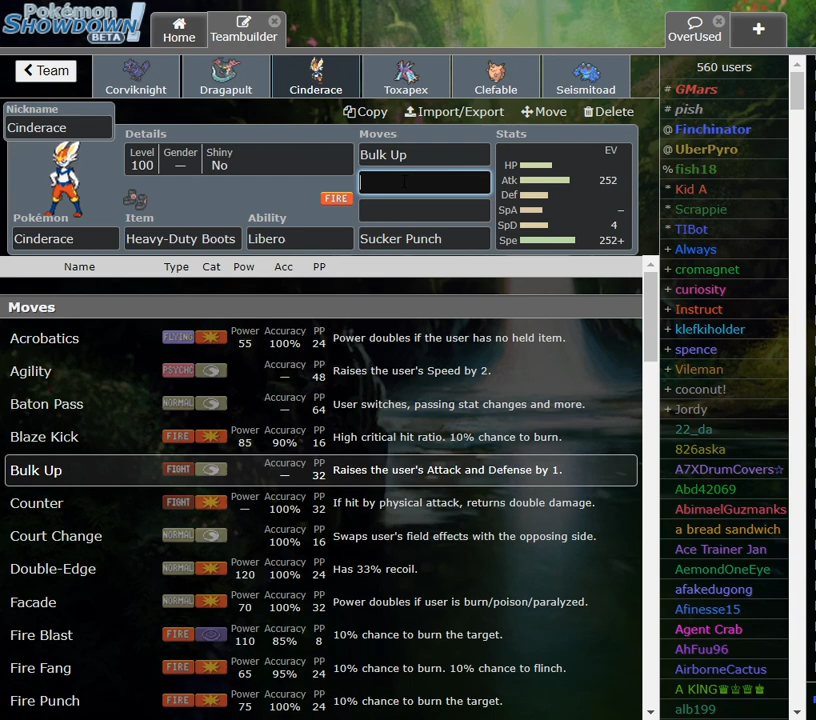 Pokémon
SHOWDOWN!
BETA
Home
Teambuilder
OverUsed
+
Team
Corviknight
Dragapult
Cinderace
Toxapex
Clefable
Seismitoad
Copy
Import/Export
Move
Delete
Nickname
Cinderace
Details
Level Gender Shiny
100 — No
FIRE
Pokémon
Cinderace
Item
Heavy-Duty Boots
Ability
Libero
Moves
Bulk Up
Sucker Punch
Stats
EV
HP
Atk 252
Def
SpA –
SpD 4
Spe 252+
Name Type Cat Pow Acc PP
Moves
Acrobatics FLYING Power 55 Accuracy 100% PP 24 Power doubles if the user has no held item.
Agility PSYCHC Accuracy — PP 48 Raises the user's Speed by 2.
Baton Pass NORMAL Accuracy — PP 64 User switches, passing stat changes and more.
Blaze Kick FIRE Power 85 Accuracy 90% PP 16 High critical hit ratio. 10% chance to burn.
Bulk Up FIGHT Accuracy — PP 32 Raises the user's Attack and Defense by 1.
Counter FIGHT Power — Accuracy 100% PP 32 If hit by physical attack, returns double damage.
Court Change NORMAL Accuracy 100% PP 16 Swaps user's field effects with the opposing side.
Double-Edge NORMAL Power 120 Accuracy 100% PP 24 Has 33% recoil.
Facade NORMAL Power 70 Accuracy 100% PP 32 Power doubles if user is burn/poison/paralyzed.
Fire Blast FIRE Power 110 Accuracy 85% PP 8 10% chance to burn the target.
Fire Fang FIRE Power 65 Accuracy 95% PP 24 10% chance to burn. 10% chance to flinch.
Fire Punch FIRE Power 75 Accuracy 100% PP 24 10% chance to burn the target.
560 users
# GMars
# pish
@ Finchinator
@ UberPyro
% fish18
* Kid A
* Scrappie
* TIBot
+ Always
+ cromagnet
+ curiosity
+ Instruct
+ klefkiholder
+ spence
+ Vileman
+ coconut!
+ Jordy
22_da
826aska
A7XDrumCovers☆
Abd42069
AbimaelGuzmanks
a bread sandwich
Ace Trainer Jan
AemondOneEye
afakedugong
Afinesse15
Agent Crab
AhFuu96
AirborneCactus
A KING♛♔♕♛
alb199